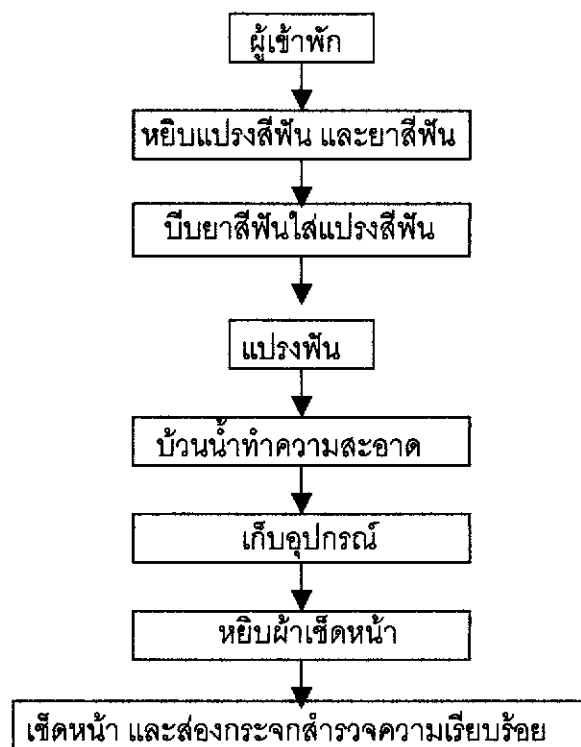 ผู้เข้าพัก
หยิบแปรงสีฟัน และยาสีฟัน
บีบยาสีฟันใส่แปรงสีฟัน
แปรงฟัน
บ้วนน้ำทำความสะอาด
เก็บอุปกรณ์
หยิบผ้าเช็ดหน้า
เช็ดหน้า และส่องกระจกสำรวจความเรียบร้อย